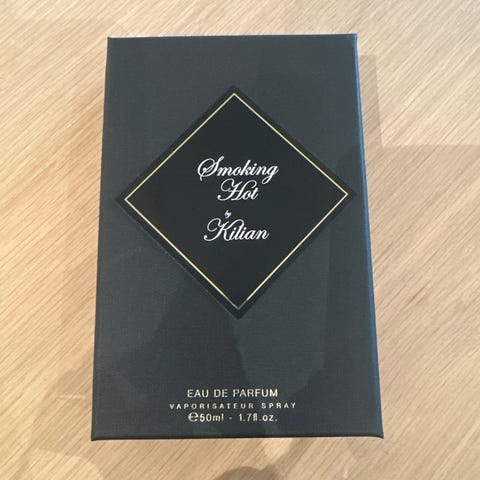 Smoking
Hot
by
Kilian
EAU DE PARFUM
VAPORISATEUR SPRAY
℮50ml - 1.7fl.oz.